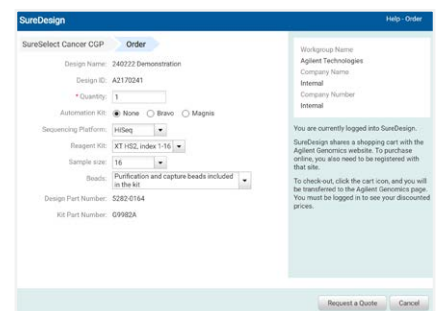 SureDesign
Help - Order
SureSelect Cancer CGP
Order
Design Name: 240222 Demonstration
Design ID: A2170241
* Quantity: 1
Automation Kit: None Bravo Magnis
Sequencing Platform: HiSeq
Reagent Kit: XT HS2, index 1-16
Sample size: 16
Beads: Purification and capture beads included
in the kit
Design Part Number: 5282-0164
Kit Part Number: G9982A
Workgroup Name
Agilent Technologies
Company Name
Internal
Company Number
Internal
You are currently logged into SureDesign.
SureDesign shares a shopping cart with the
Agilent Genomics website. To purchase
online, you also need to be registered with
that site.
To check-out, click the cart icon, and you will
be transferred to the Agilent Genomics page.
You must be logged in to see your discounted
prices.
Request a Quote
Cancel